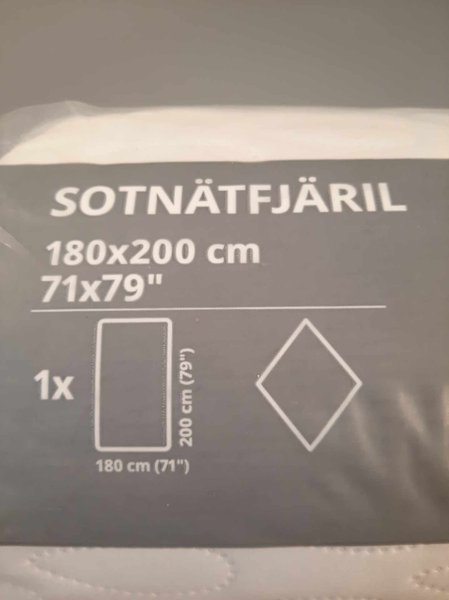 SOTNÄTFJÄRIL
180x200 cm
71x79"
1x
200 cm (79")
180 cm (71")